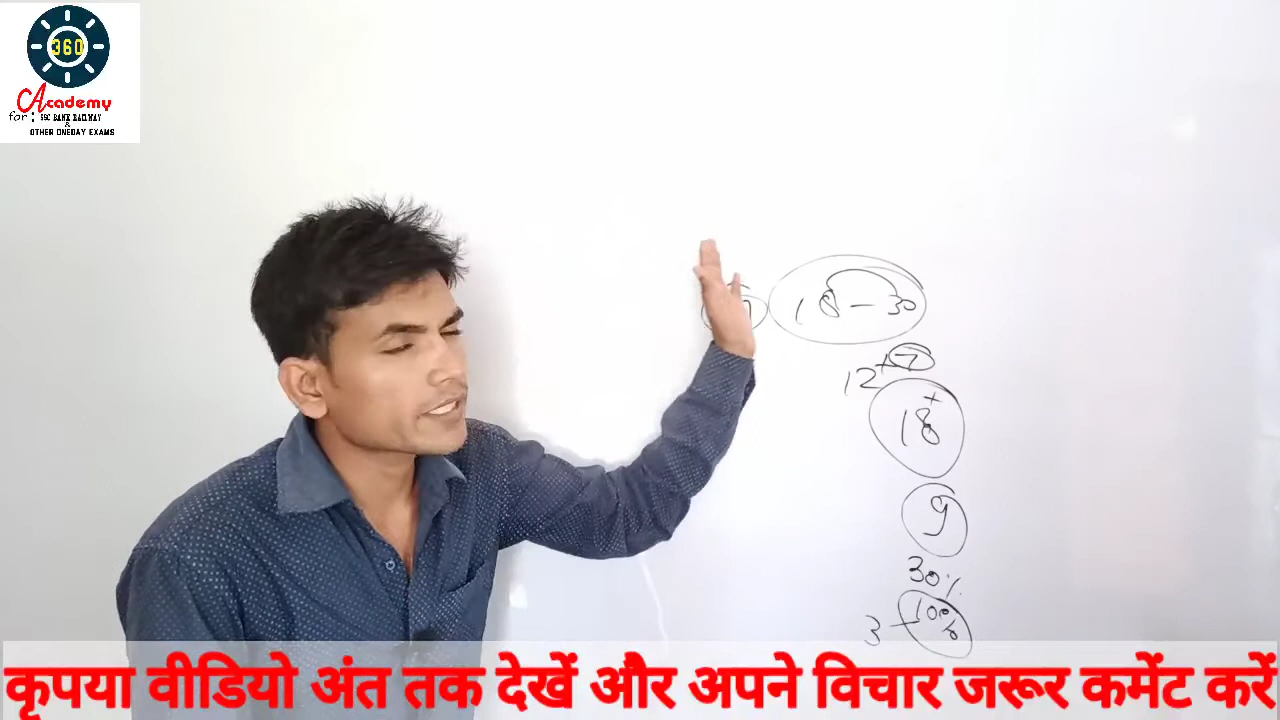 360
Academy
for : SSC BANK RAILWAY
&
OTHER ONEDAY EXAMS
18 - 30
12 + 7
+
18
9
30%
3 10%
कृपया वीडियो अंत तक देखें और अपने विचार जरूर कमेंट करें